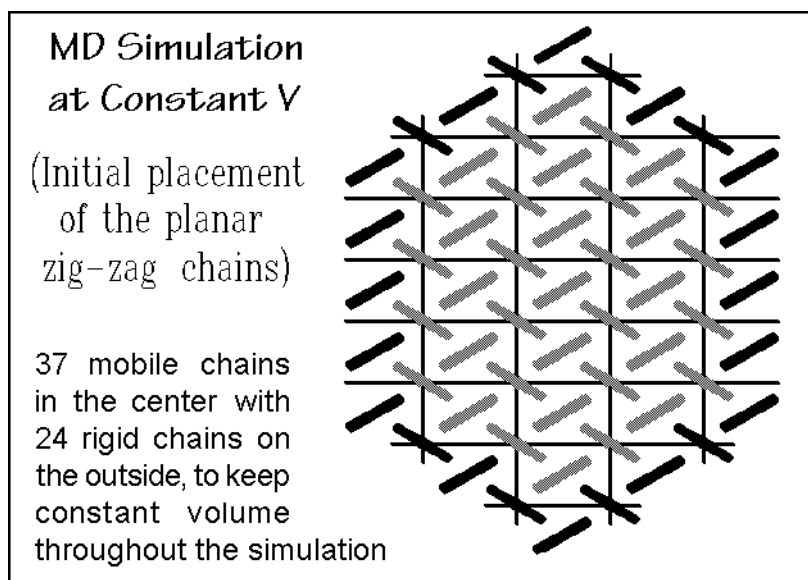 MD Simulation
at Constant V
(Initial placement
of the planar
zig-zag chains)
37 mobile chains
in the center with
24 rigid chains on
the outside, to keep
constant volume
throughout the simulation